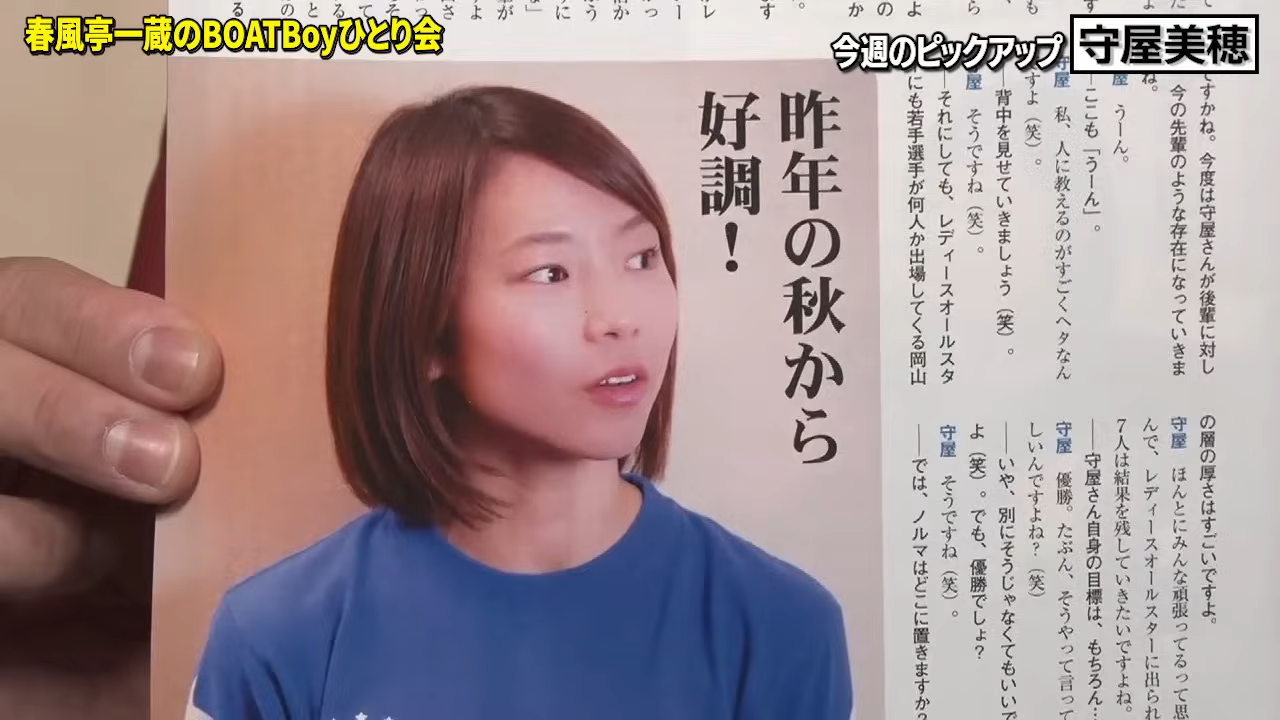 春風亭一蔵のBOATBoyひとり会
今週のピックアップ
守屋美穂
昨年の秋から
好調！
ですかね。今度は守屋さんが後輩に対し
今の先輩のような存在になっていきま
ね。
守屋　うーん。
――ここも「うーん」。
守屋　私、人に教えるのがすごくヘタなん
ですよ（笑）。
――背中を見せていきましょう（笑）。
守屋　そうですね（笑）。
――それにしても、レディースオールスタ
にも若手選手が何人か出場してくる岡山
の層の厚さはすごいですよ。
守屋　ほんとにみんな頑張ってるって思
んで、レディースオールスターに出られ
7人は結果を残していきたいですよね。
――守屋さん自身の目標は、もちろん…
守屋　優勝。たぶん、そうやって言って
しいんですよね？（笑）
――いや、別にそうじゃなくてもいいで
よ（笑）。でも、優勝でしょ？
守屋　そうですね（笑）。
――では、ノルマはどこに置きますか？